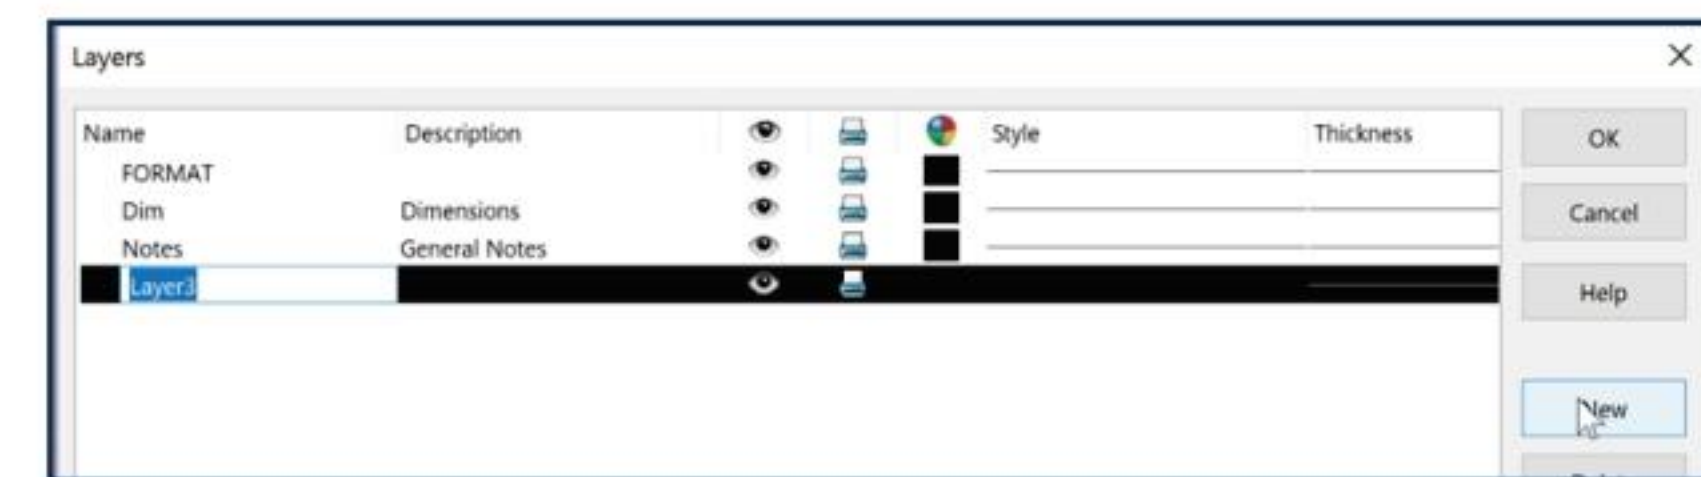 Layers
Name Description Style Thickness OK
FORMAT
Dim Dimensions Cancel
Notes General Notes
Layer3 Help
New